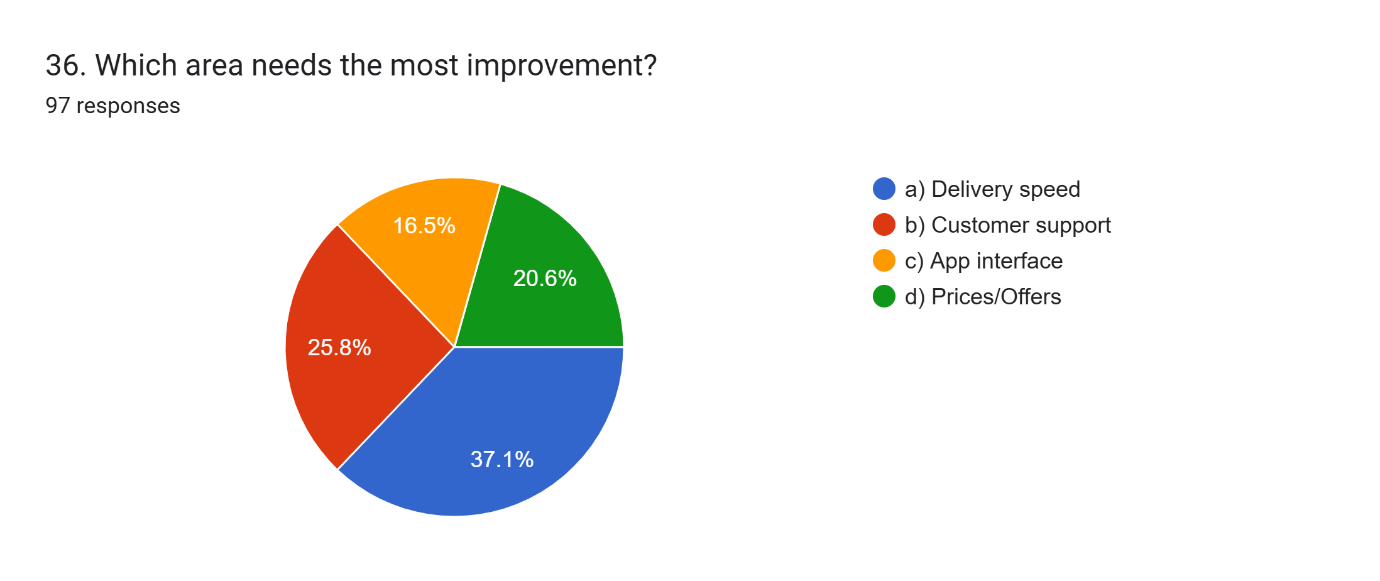 36. Which area needs the most improvement?
97 responses
a) Delivery speed
b) Customer support
c) App interface
d) Prices/Offers
16.5%
20.6%
25.8%
37.1%